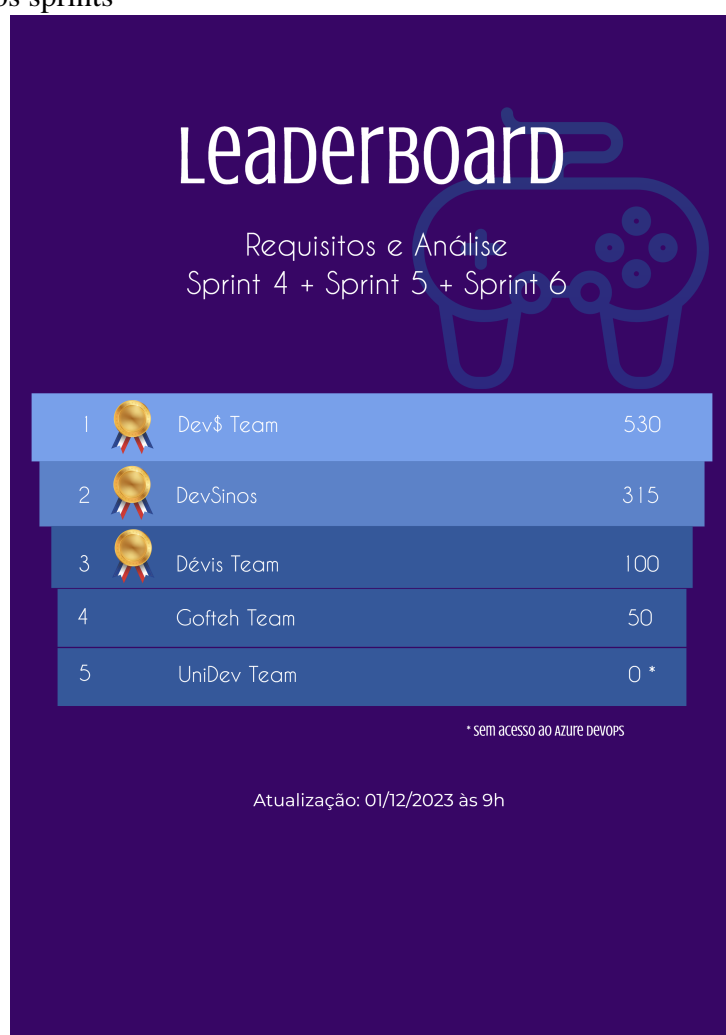 sprints
Leaderboard
Requisitos e Análise
Sprint 4 + Sprint 5 + Sprint 6
1 Dev$ Team 530
2 DevSinos 315
3 Dévis Team 100
4 Gofteh Team 50
5 UniDev Team 0 *
* sem acesso ao Azure DevOps
Atualização: 01/12/2023 às 9h